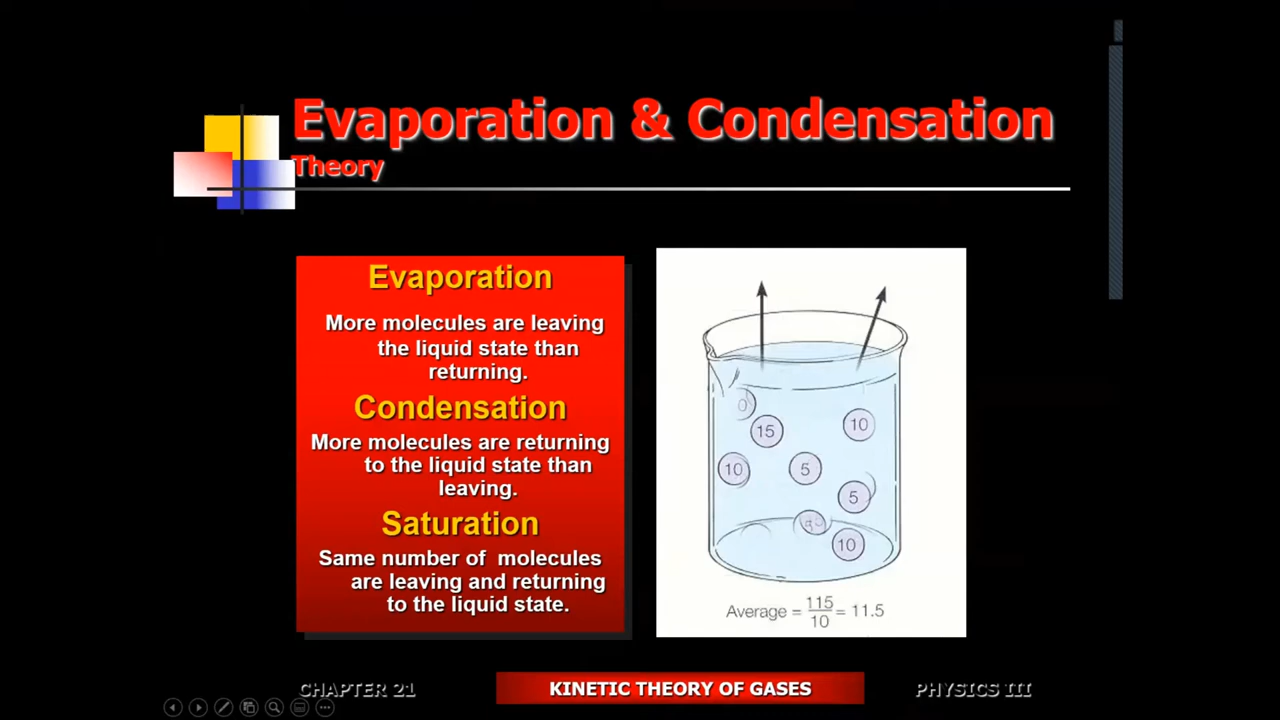 Evaporation & Condensation
Theory
Evaporation
More molecules are leaving
the liquid state than
returning.
Condensation
More molecules are returning
to the liquid state than
leaving.
Saturation
Same number of molecules
are leaving and returning
to the liquid state.
0
15
10
10
5
5
10
Average = 115/10 = 11.5
CHAPTER 21
KINETIC THEORY OF GASES
PHYSICS III